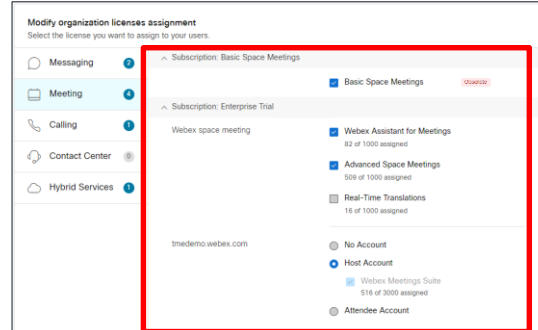 Modify organization licenses assignment
Select the license you want to assign to your users.
Messaging 2
Meeting 4
Calling 1
Contact Center 0
Hybrid Services 1
Subscription: Basic Space Meetings
Basic Space Meetings Obsolete
Subscription: Enterprise Trial
Webex space meeting
Webex Assistant for Meetings
82 of 1000 assigned
Advanced Space Meetings
509 of 1000 assigned
Real-Time Translations
16 of 1000 assigned
tmedemo.webex.com
No Account
Host Account
Webex Meetings Suite
516 of 3000 assigned
Attendee Account